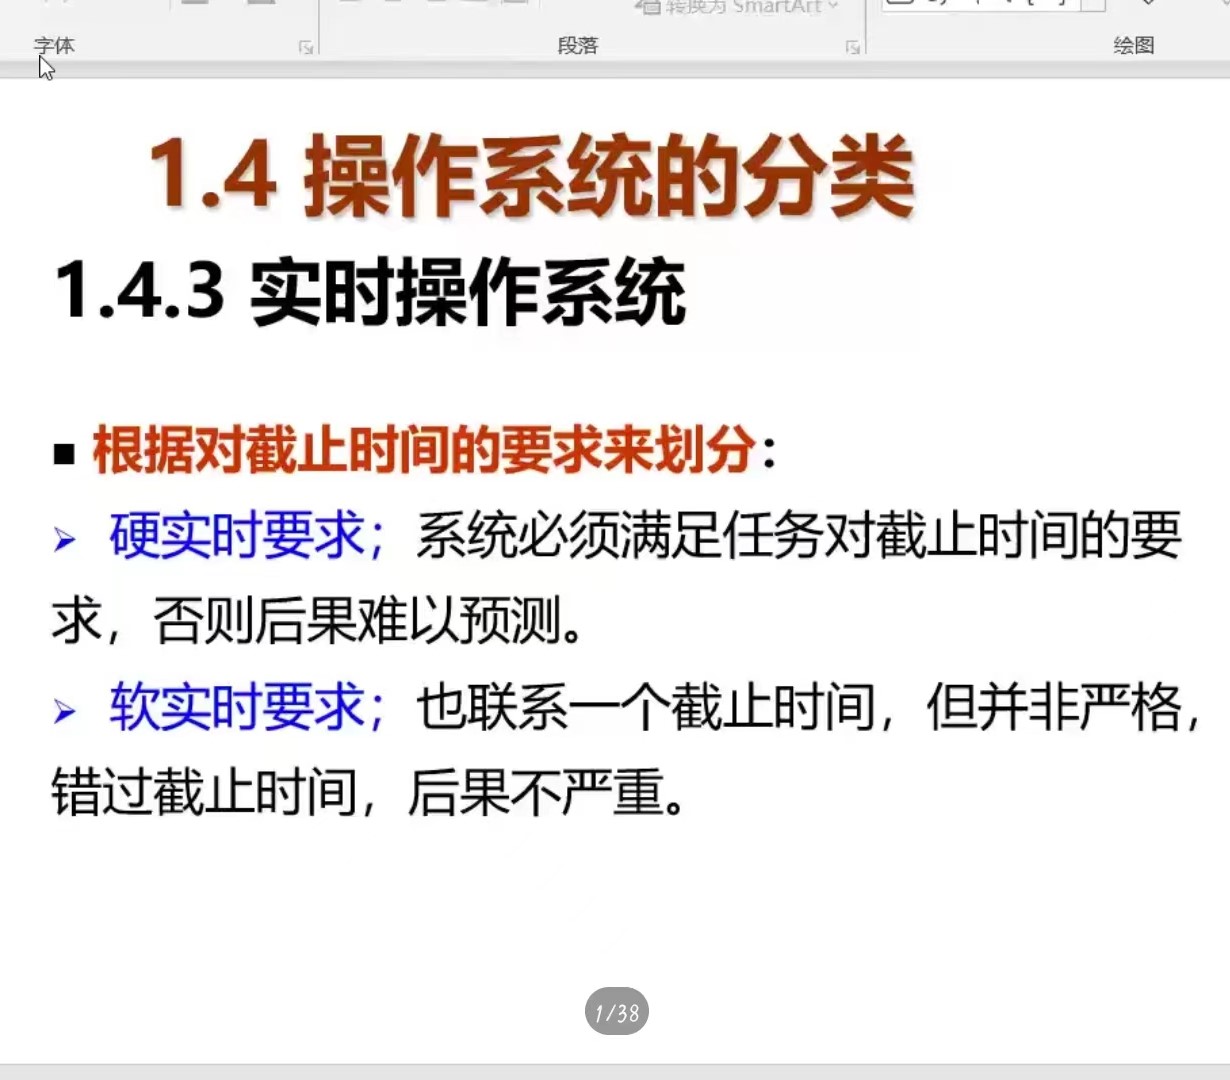 转换为 SmartArt
字体 段落 绘图
1.4 操作系统的分类
1.4.3 实时操作系统
■ 根据对截止时间的要求来划分：
➢ 硬实时要求；系统必须满足任务对截止时间的要
求，否则后果难以预测。
➢ 软实时要求；也联系一个截止时间，但并非严格，
错过截止时间，后果不严重。
1/38